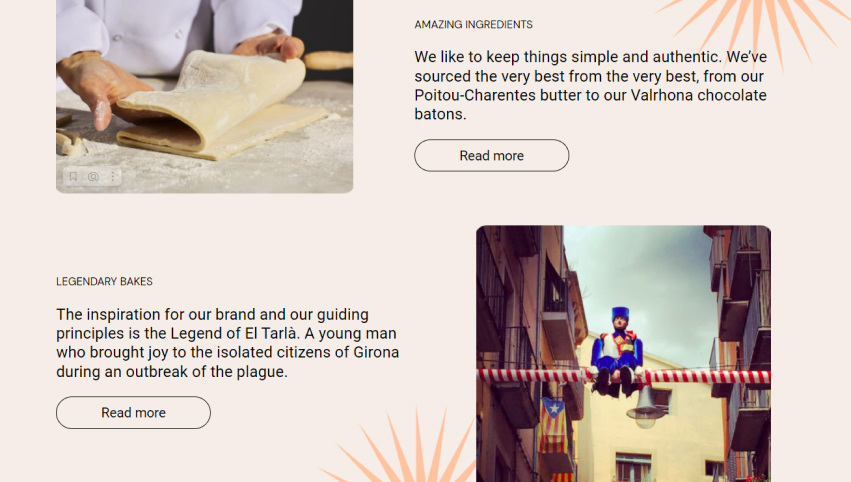 AMAZING INGREDIENTS
We like to keep things simple and authentic. We've
sourced the very best from the very best, from our
Poitou-Charentes butter to our Valrhona chocolate
batons.
Read more
LEGENDARY BAKES
The inspiration for our brand and our guiding
principles is the Legend of El Tarlà. A young man
who brought joy to the isolated citizens of Girona
during an outbreak of the plague.
Read more